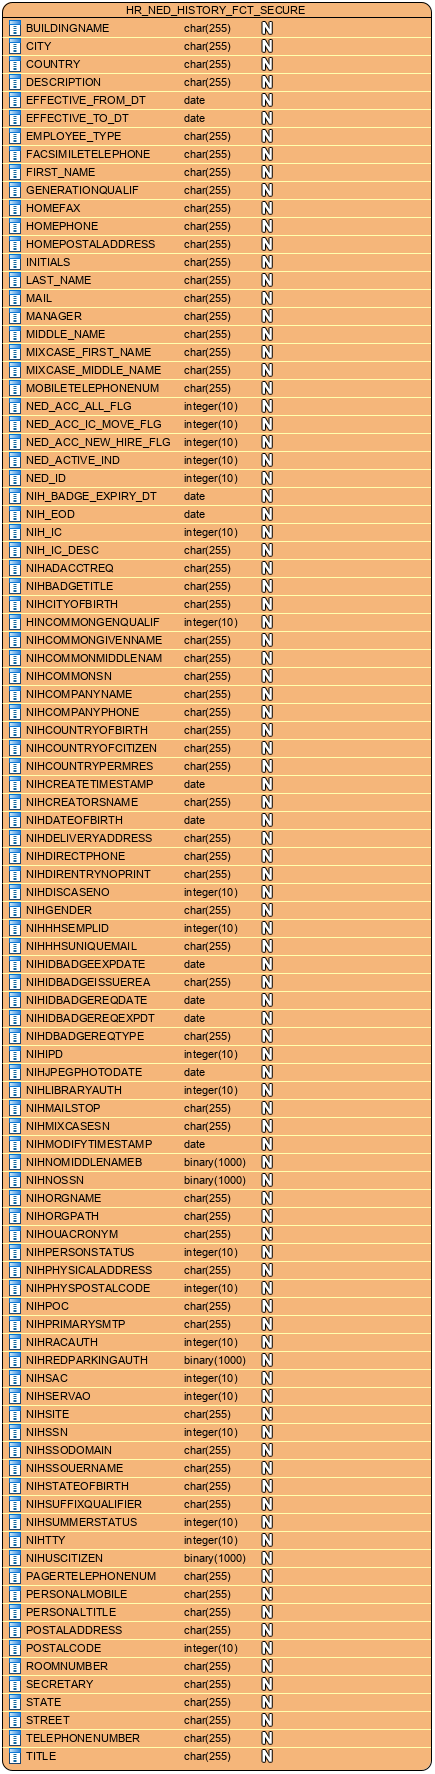 HR_NED_HISTORY_FCT_SECURE
BUILDINGNAME char(255) N
CITY char(255) N
COUNTRY char(255) N
DESCRIPTION char(255) N
EFFECTIVE_FROM_DT date N
EFFECTIVE_TO_DT date N
EMPLOYEE_TYPE char(255) N
FACSIMILETELEPHONE char(255) N
FIRST_NAME char(255) N
GENERATIONQUALIF char(255) N
HOMEFAX char(255) N
HOMEPHONE char(255) N
HOMEPOSTALADDRESS char(255) N
INITIALS char(255) N
LAST_NAME char(255) N
MAIL char(255) N
MANAGER char(255) N
MIDDLE_NAME char(255) N
MIXCASE_FIRST_NAME char(255) N
MIXCASE_MIDDLE_NAME char(255) N
MOBILETELEPHONENUM char(255) N
NED_ACC_ALL_FLG integer(10) N
NED_ACC_IC_MOVE_FLG integer(10) N
NED_ACC_NEW_HIRE_FLG integer(10) N
NED_ACTIVE_IND integer(10) N
NED_ID integer(10) N
NIH_BADGE_EXPIRY_DT date N
NIH_EOD date N
NIH_IC integer(10) N
NIH_IC_DESC char(255) N
NIHADACCTREQ char(255) N
NIHBADGETITLE char(255) N
NIHCITYOFBIRTH char(255) N
HINCOMMONGENQUALIF integer(10) N
NIHCOMMONGIVENNAME char(255) N
NIHCOMMONMIDDLENAM char(255) N
NIHCOMMONSN char(255) N
NIHCOMPANYNAME char(255) N
NIHCOMPANYPHONE char(255) N
NIHCOUNTRYOFBIRTH char(255) N
NIHCOUNTRYOFCITIZEN char(255) N
NIHCOUNTRYPERMRES char(255) N
NIHCREATETIMESTAMP date N
NIHCREATORSNAME char(255) N
NIHDATEOFBIRTH date N
NIHDELIVERYADDRESS char(255) N
NIHDIRECTPHONE char(255) N
NIHDIRENTRYNOPRINT char(255) N
NIHDISCASENO integer(10) N
NIHGENDER char(255) N
NIHHHSEMPLID integer(10) N
NIHHHSUNIQUEMAIL char(255) N
NIHIDBADGEEXPDATE date N
NIHIDBADGEISSUEREA char(255) N
NIHIDBADGEREQDATE date N
NIHIDBADGEREQEXPDT date N
NIHDBADGEREQTYPE char(255) N
NIHIPD integer(10) N
NIHJPEGPHOTODATE date N
NIHLIBRARYAUTH integer(10) N
NIHMAILSTOP char(255) N
NIHMIXCASESN char(255) N
NIHMODIFYTIMESTAMP date N
NIHNOMIDDLENAMEB binary(1000) N
NIHNOSSN binary(1000) N
NIHORGNAME char(255) N
NIHORGPATH char(255) N
NIHOUACRONYM char(255) N
NIHPERSONSTATUS integer(10) N
NIHPHYSICALADDRESS char(255) N
NIHPHYSPOSTALCODE integer(10) N
NIHPOC char(255) N
NIHPRIMARYSMTP char(255) N
NIHRACAUTH integer(10) N
NIHREDPARKINGAUTH binary(1000) N
NIHSAC integer(10) N
NIHSERVAO integer(10) N
NIHSITE char(255) N
NIHSSN integer(10) N
NIHSSODOMAIN char(255) N
NIHSSOUERNAME char(255) N
NIHSTATEOFBIRTH char(255) N
NIHSUFFIXQUALIFIER char(255) N
NIHSUMMERSTATUS integer(10) N
NIHTTY integer(10) N
NIHUSCITIZEN binary(1000) N
PAGERTELEPHONENUM char(255) N
PERSONALMOBILE char(255) N
PERSONALTITLE char(255) N
POSTALADDRESS char(255) N
POSTALCODE integer(10) N
ROOMNUMBER char(255) N
SECRETARY char(255) N
STATE char(255) N
STREET char(255) N
TELEPHONENUMBER char(255) N
TITLE char(255) N